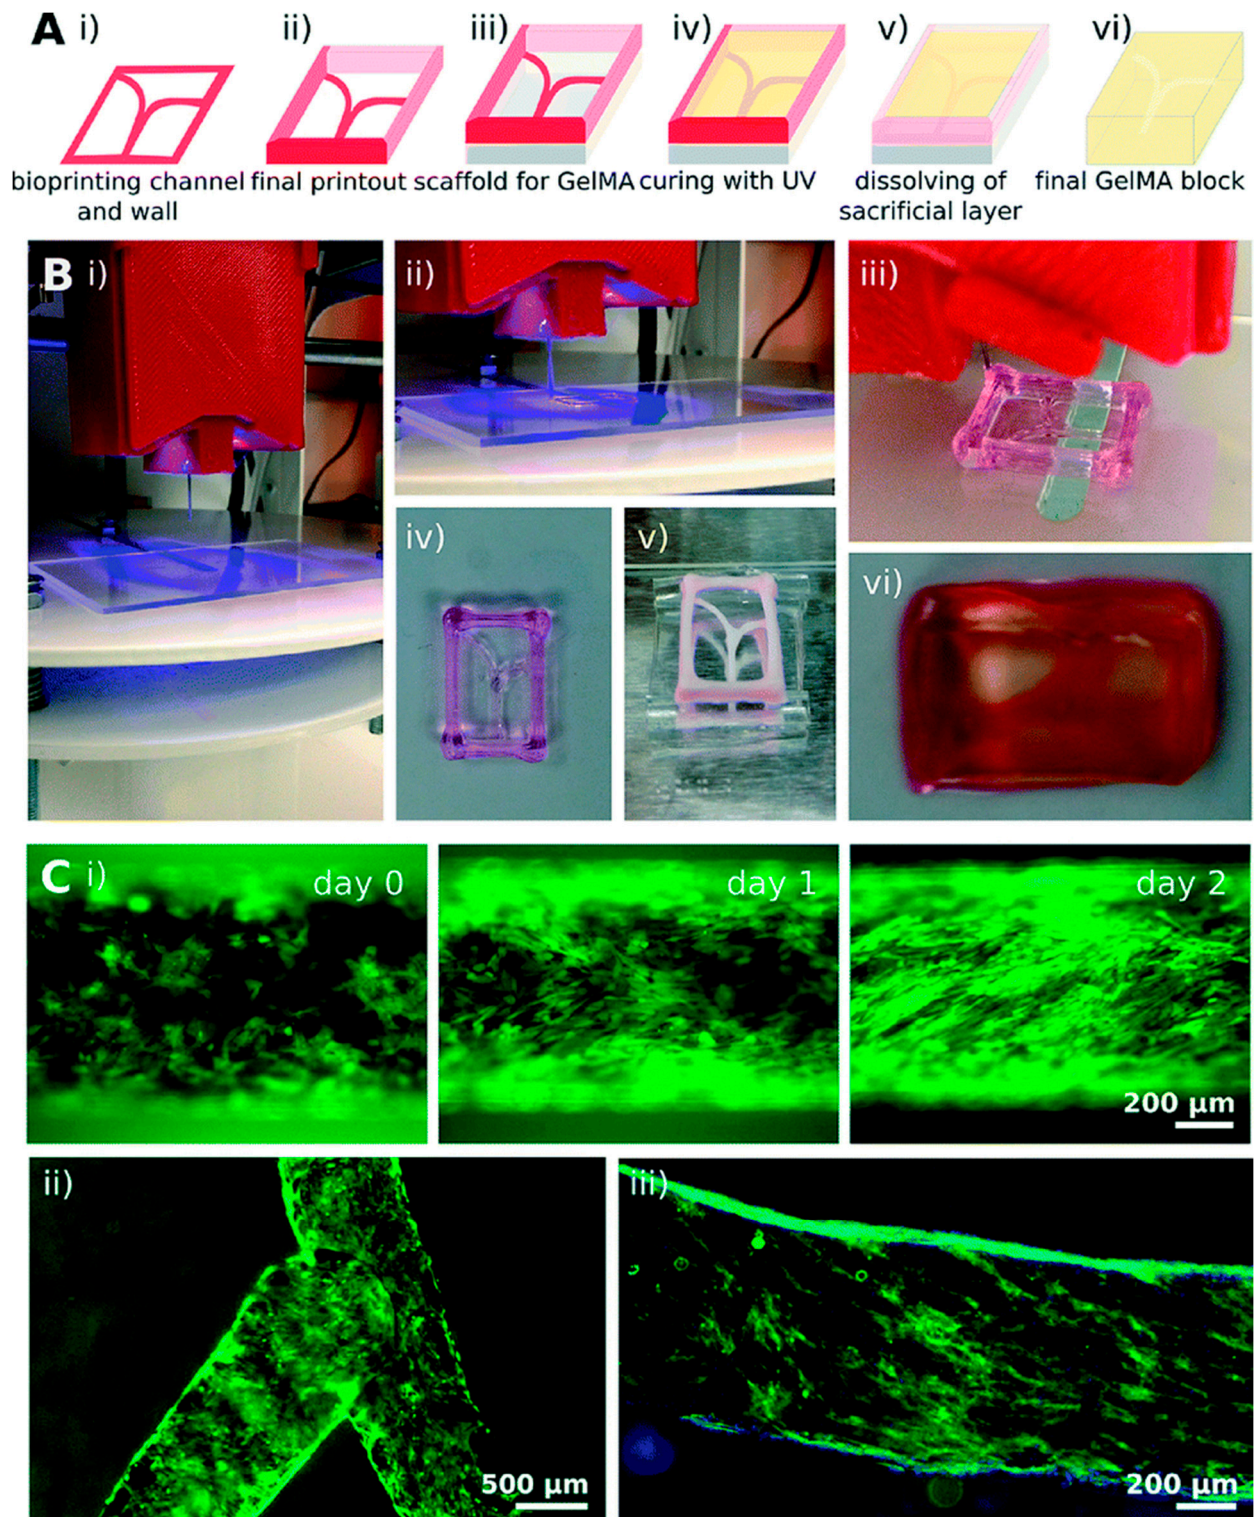 A i) ii) iii) iv) v) vi)
bioprinting channel final printout scaffold for GelMA curing with UV dissolving of final GelMA block
and wall sacrificial layer
B i) ii) iii)
iv) v) vi)
C i) day 0 day 1 day 2
200 μm
ii) iii)
500 μm 200 μm